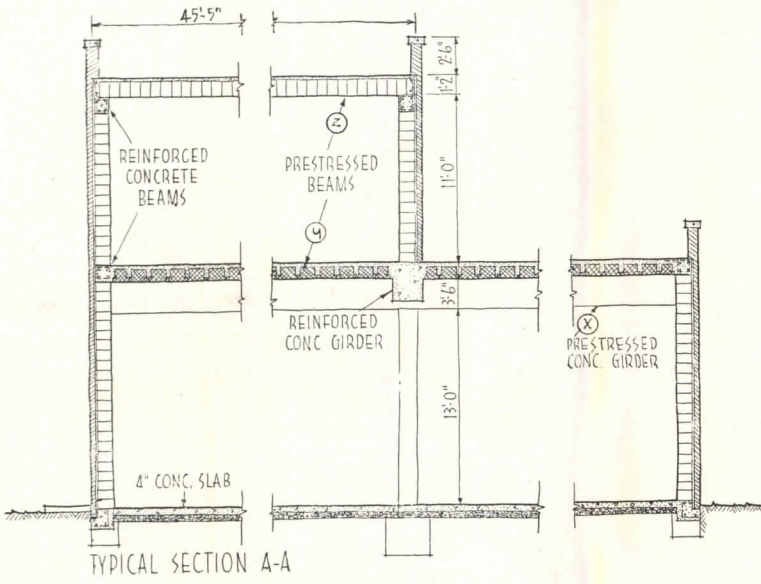 45'-5"
2'-6"
1'-2"
Z
REINFORCED
CONCRETE
BEAMS
PRESTRESSED
BEAMS
11'-0"
Y
3'-6"
X
REINFORCED
CONC GIRDER
PRESTRESSED
CONC. GIRDER
13'-0"
4" CONC. SLAB
TYPICAL SECTION A-A